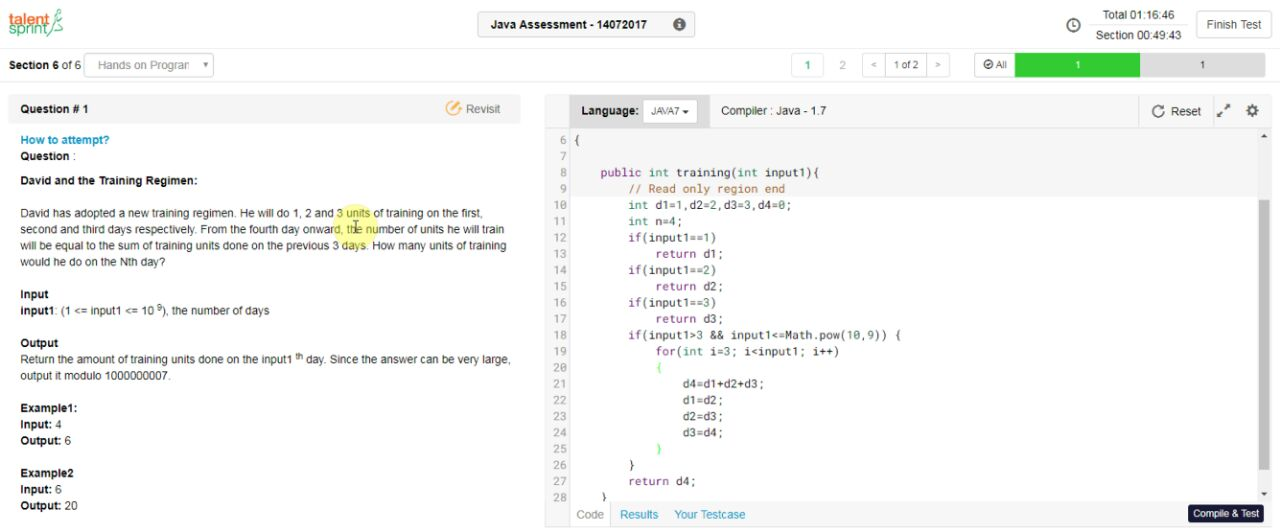 talent
sprint
Java Assessment - 14072017
Total 01:16:46
Section 00:49:43
Finish Test
Section 6 of 6
Hands on Progran
1
2
<
1 of 2
>
All
1
1
Question # 1
Revisit
How to attempt?
Question :
David and the Training Regimen:
David has adopted a new training regimen. He will do 1, 2 and 3 units of training on the first,
second and third days respectively. From the fourth day onward, the number of units he will train
will be equal to the sum of training units done on the previous 3 days. How many units of training
would he do on the Nth day?
Input
input1: (1 <= input1 <= 10 9), the number of days
Output
Return the amount of training units done on the input1 th day. Since the answer can be very large,
output it modulo 1000000007.
Example1:
Input: 4
Output: 6
Example2
Input: 6
Output: 20
Language: JAVA7
Compiler : Java - 1.7
Reset
6 {
7
8 public int training(int input1){
9 // Read only region end
10 int d1=1,d2=2,d3=3,d4=0;
11 int n=4;
12 if(input1==1)
13 return d1;
14 if(input1==2)
15 return d2;
16 if(input1==3)
17 return d3;
18 if(input1>3 && input1<=Math.pow(10,9)) {
19 for(int i=3; i<input1; i++)
20 {
21 d4=d1+d2+d3;
22 d1=d2;
23 d2=d3;
24 d3=d4;
25 }
26 }
27 return d4;
28 }
Code
Results
Your Testcase
Compile & Test